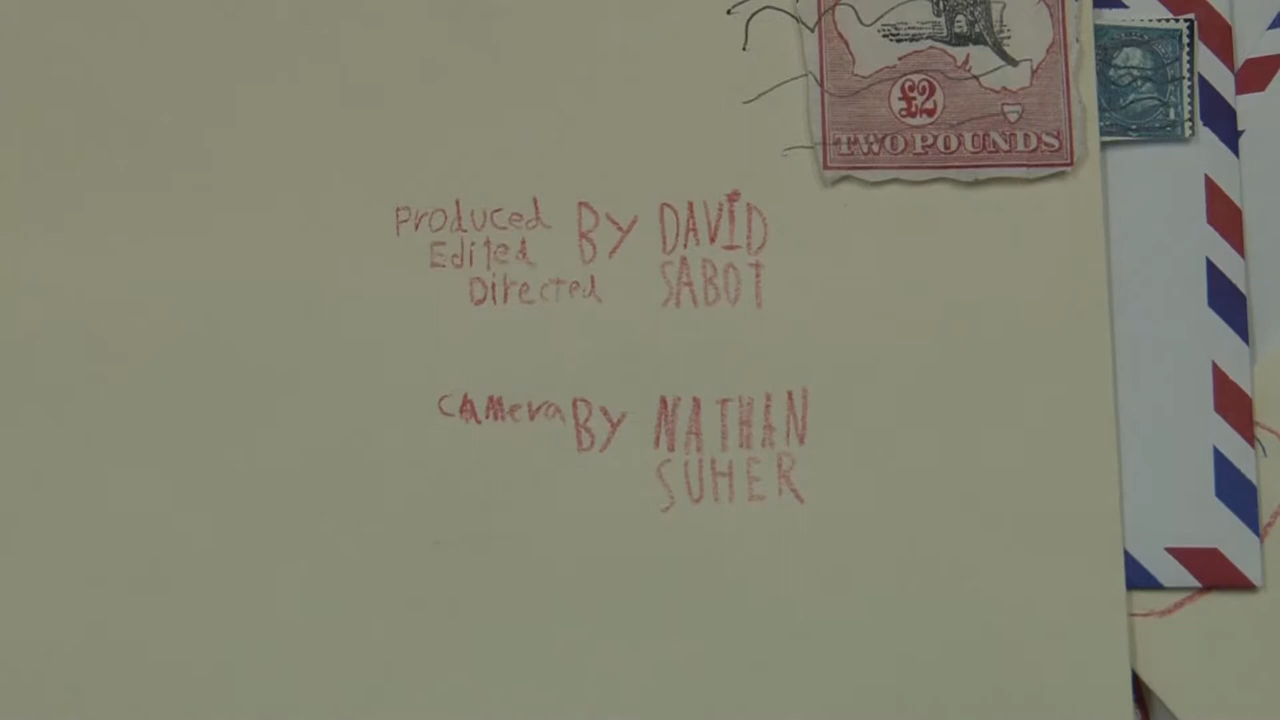 £2
TWO POUNDS
Produced
Edited
Directed
BY DAVID
SABOT
CAMera BY NATHAN
SUHER